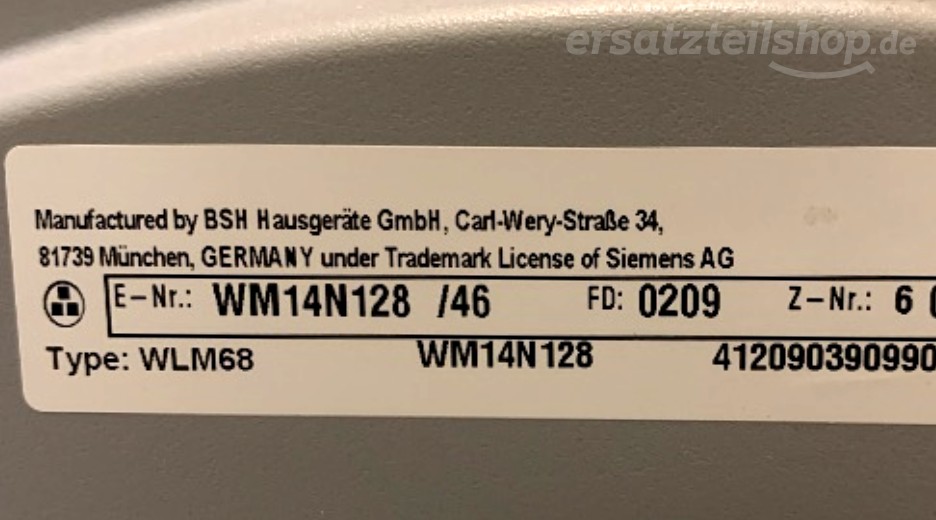 ersatzteilshop.de
Manufactured by BSH Hausgeräte GmbH, Carl-Wery-Straße 34,
81739 München, GERMANY under Trademark License of Siemens AG
E-Nr.: WM14N128 /46 FD: 0209 Z-Nr.: 6
Type: WLM68 WM14N128 412090390990